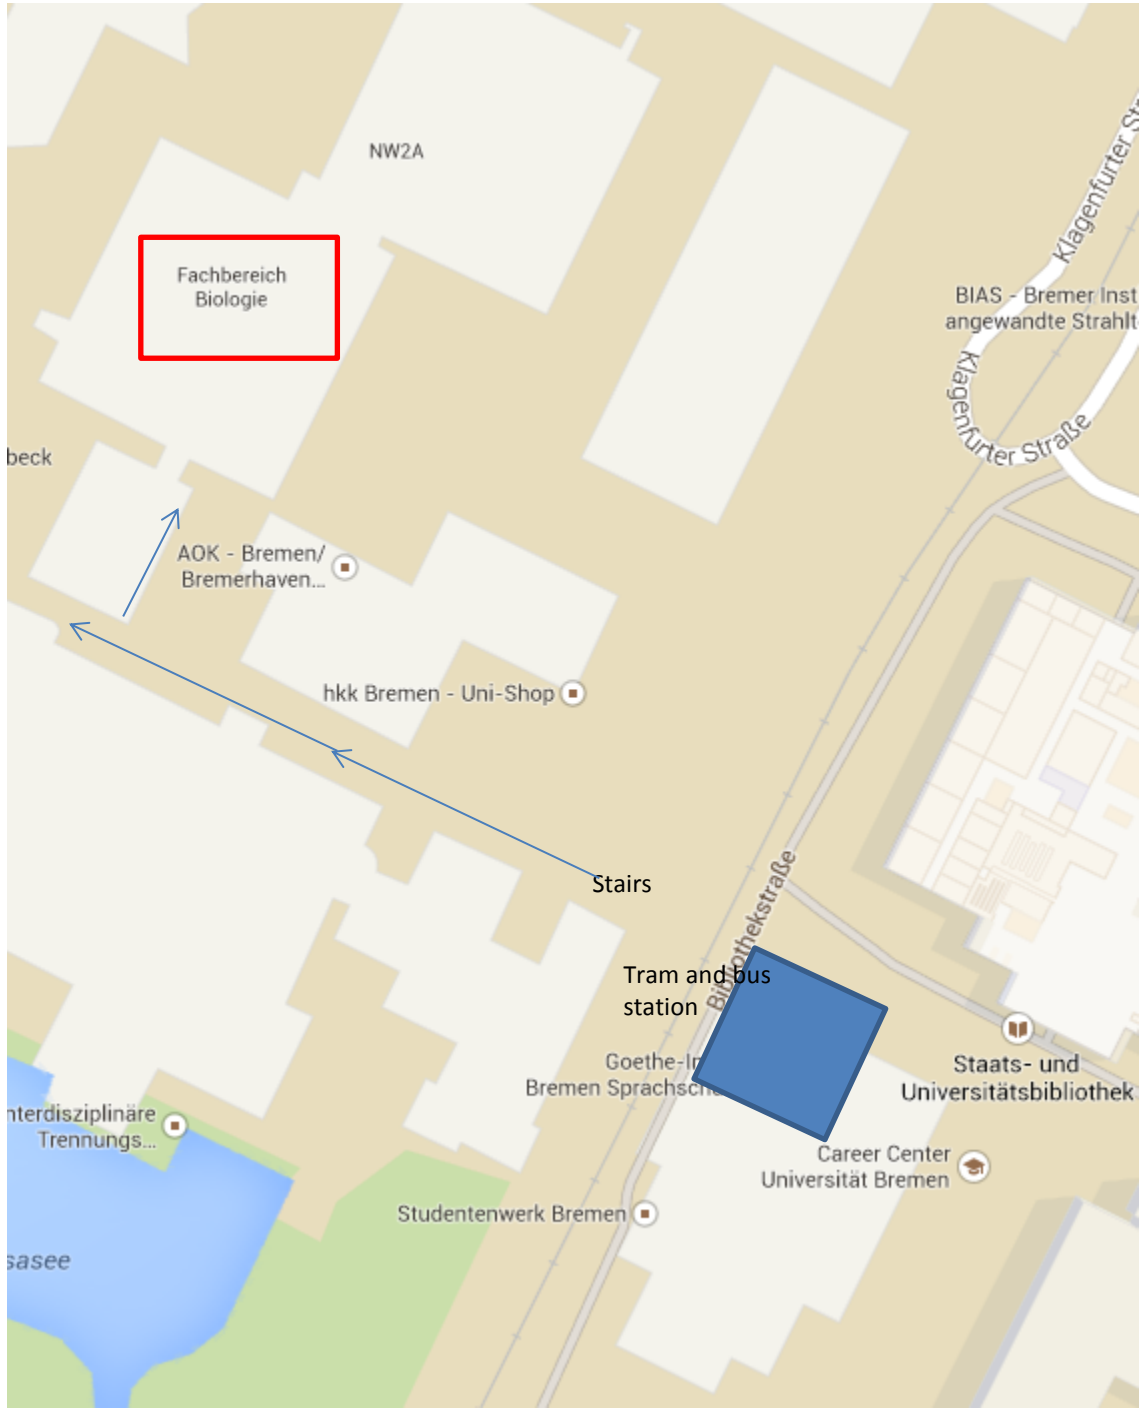 NW2A
Klagenfurter Str
Fachbereich
Biologie
BIAS - Bremer Inst
angewandte Strahlt
Klagenfurter Straße
beck
AOK - Bremen/
Bremerhaven...
hkk Bremen - Uni-Shop
Stairs
Bibliothekstraße
Tram and bus
station
Goethe-In
Bremen Sprachschu
Staats- und
Universitätsbibliothek
nterdisziplinäre
Trennungs...
Career Center
Universität Bremen
Studentenwerk Bremen
sasee